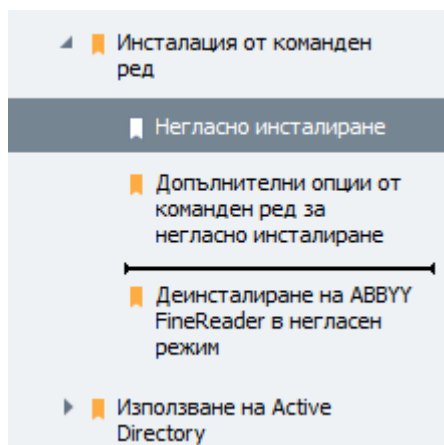 Инсталация от команден
ред
Негласно инсталиране
Допълнителни опции от
команден ред за
негласно инсталиране
Деинсталиране на ABBYY
FineReader в негласен
режим
Използване на Active
Directory